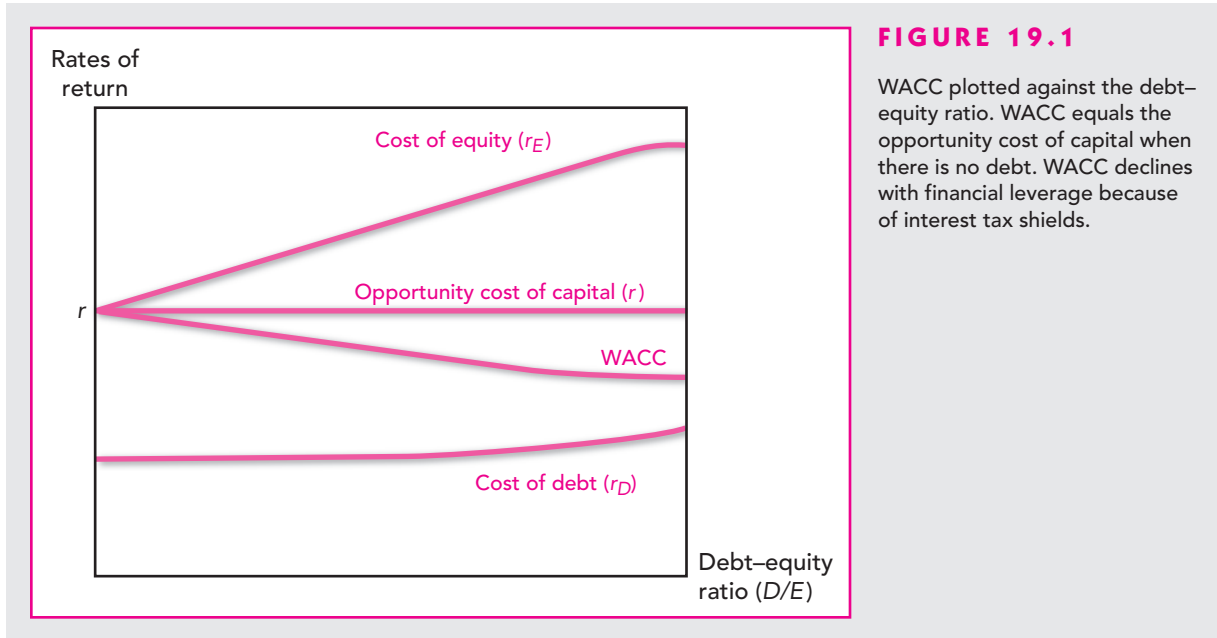 Rates of
return
Cost of equity (rE)
Opportunity cost of capital (r)
r
WACC
Cost of debt (rD)
Debt–equity
ratio (D/E)
FIGURE 19.1
WACC plotted against the debt–
equity ratio. WACC equals the
opportunity cost of capital when
there is no debt. WACC declines
with financial leverage because
of interest tax shields.